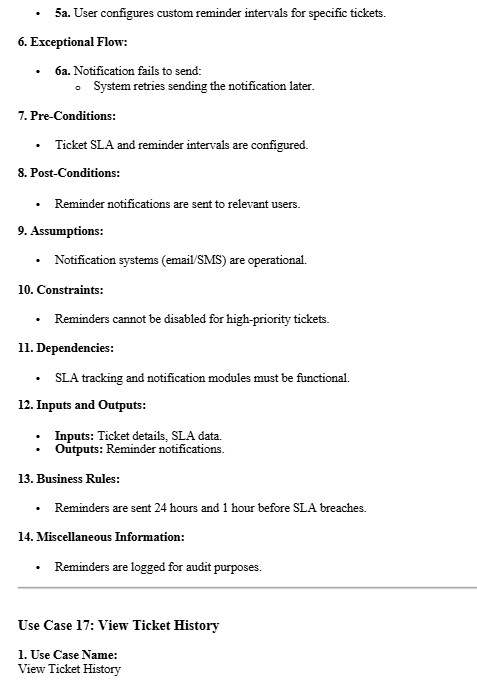 • 5a. User configures custom reminder intervals for specific tickets.
6. Exceptional Flow:
• 6a. Notification fails to send:
o System retries sending the notification later.
7. Pre-Conditions:
• Ticket SLA and reminder intervals are configured.
8. Post-Conditions:
• Reminder notifications are sent to relevant users.
9. Assumptions:
• Notification systems (email/SMS) are operational.
10. Constraints:
• Reminders cannot be disabled for high-priority tickets.
11. Dependencies:
• SLA tracking and notification modules must be functional.
12. Inputs and Outputs:
• Inputs: Ticket details, SLA data.
• Outputs: Reminder notifications.
13. Business Rules:
• Reminders are sent 24 hours and 1 hour before SLA breaches.
14. Miscellaneous Information:
• Reminders are logged for audit purposes.
Use Case 17: View Ticket History
1. Use Case Name:
View Ticket History